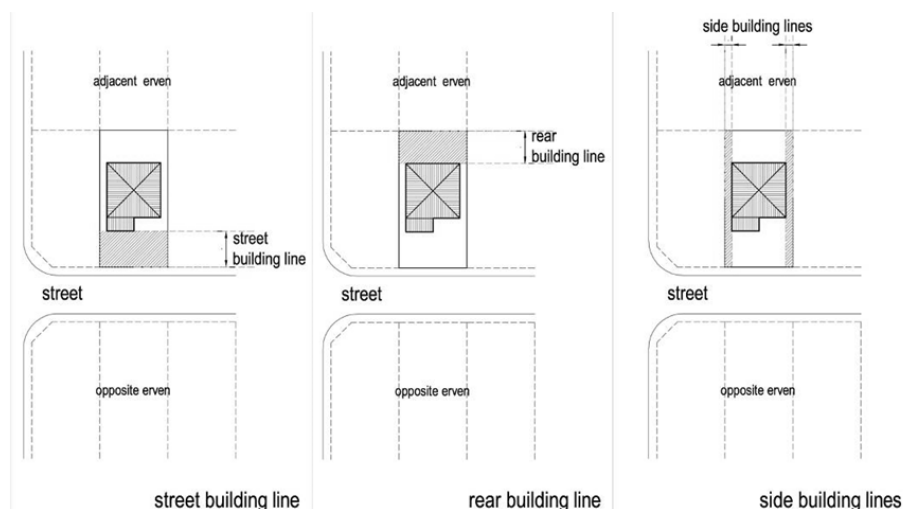 adjacent erven
street
building line
street
opposite erven
street building line
adjacent erven
rear
building line
street
opposite erven
rear building line
side building lines
adjacent erven
street
opposite erven
side building lines